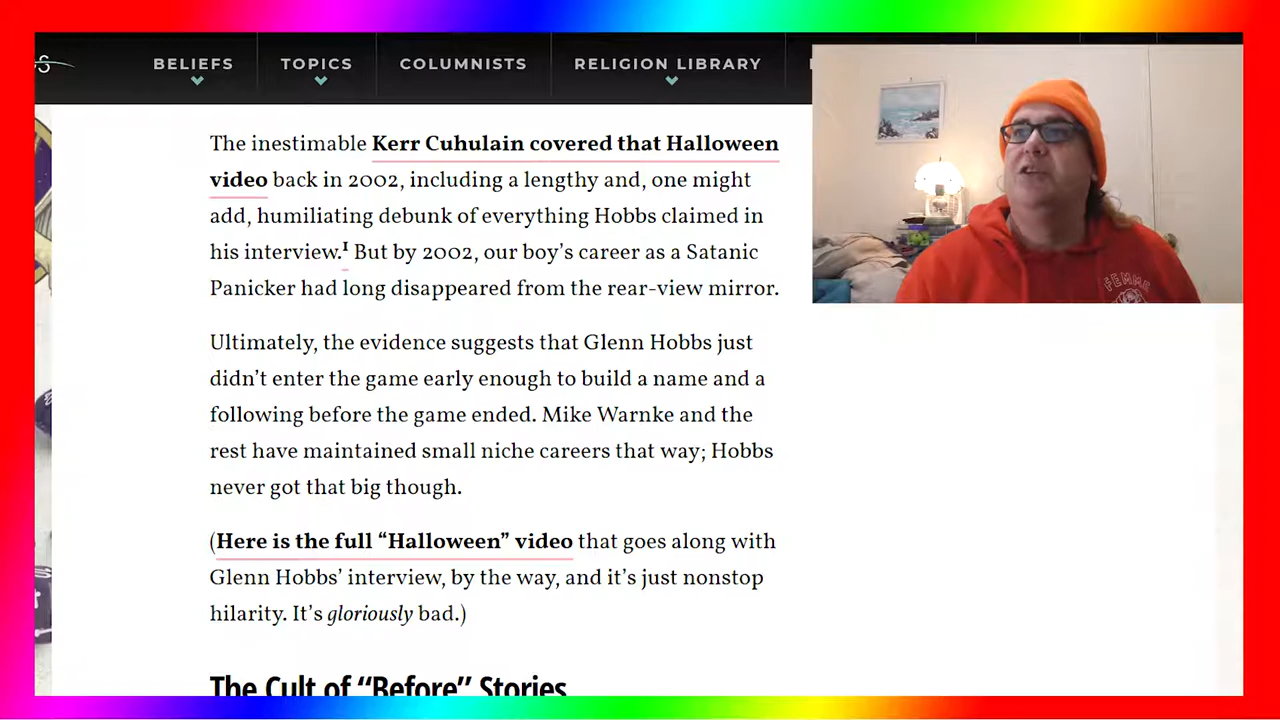 BELIEFS TOPICS COLUMNISTS RELIGION LIBRARY
The inestimable Kerr Cuhulain covered that Halloween
video back in 2002, including a lengthy and, one might
add, humiliating debunk of everything Hobbs claimed in
his interview.¹ But by 2002, our boy’s career as a Satanic
Panicker had long disappeared from the rear-view mirror.
Ultimately, the evidence suggests that Glenn Hobbs just
didn’t enter the game early enough to build a name and a
following before the game ended. Mike Warnke and the
rest have maintained small niche careers that way; Hobbs
never got that big though.
(Here is the full “Halloween” video that goes along with
Glenn Hobbs’ interview, by the way, and it’s just nonstop
hilarity. It’s gloriously bad.)
The Cult of “Before” Stories
FEMME